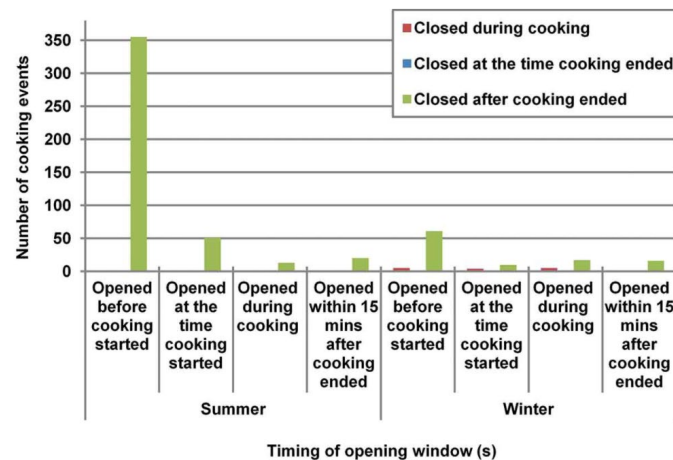 Number of cooking events
350
300
250
200
150
100
50
0
Closed during cooking
Closed at the time cooking ended
Closed after cooking ended
Opened before cooking started
Opened at the time cooking started
Opened during cooking
Opened within 15 mins after cooking ended
Opened before cooking started
Opened at the time cooking started
Opened during cooking
Opened within 15 mins after cooking ended
Summer
Winter
Timing of opening window (s)